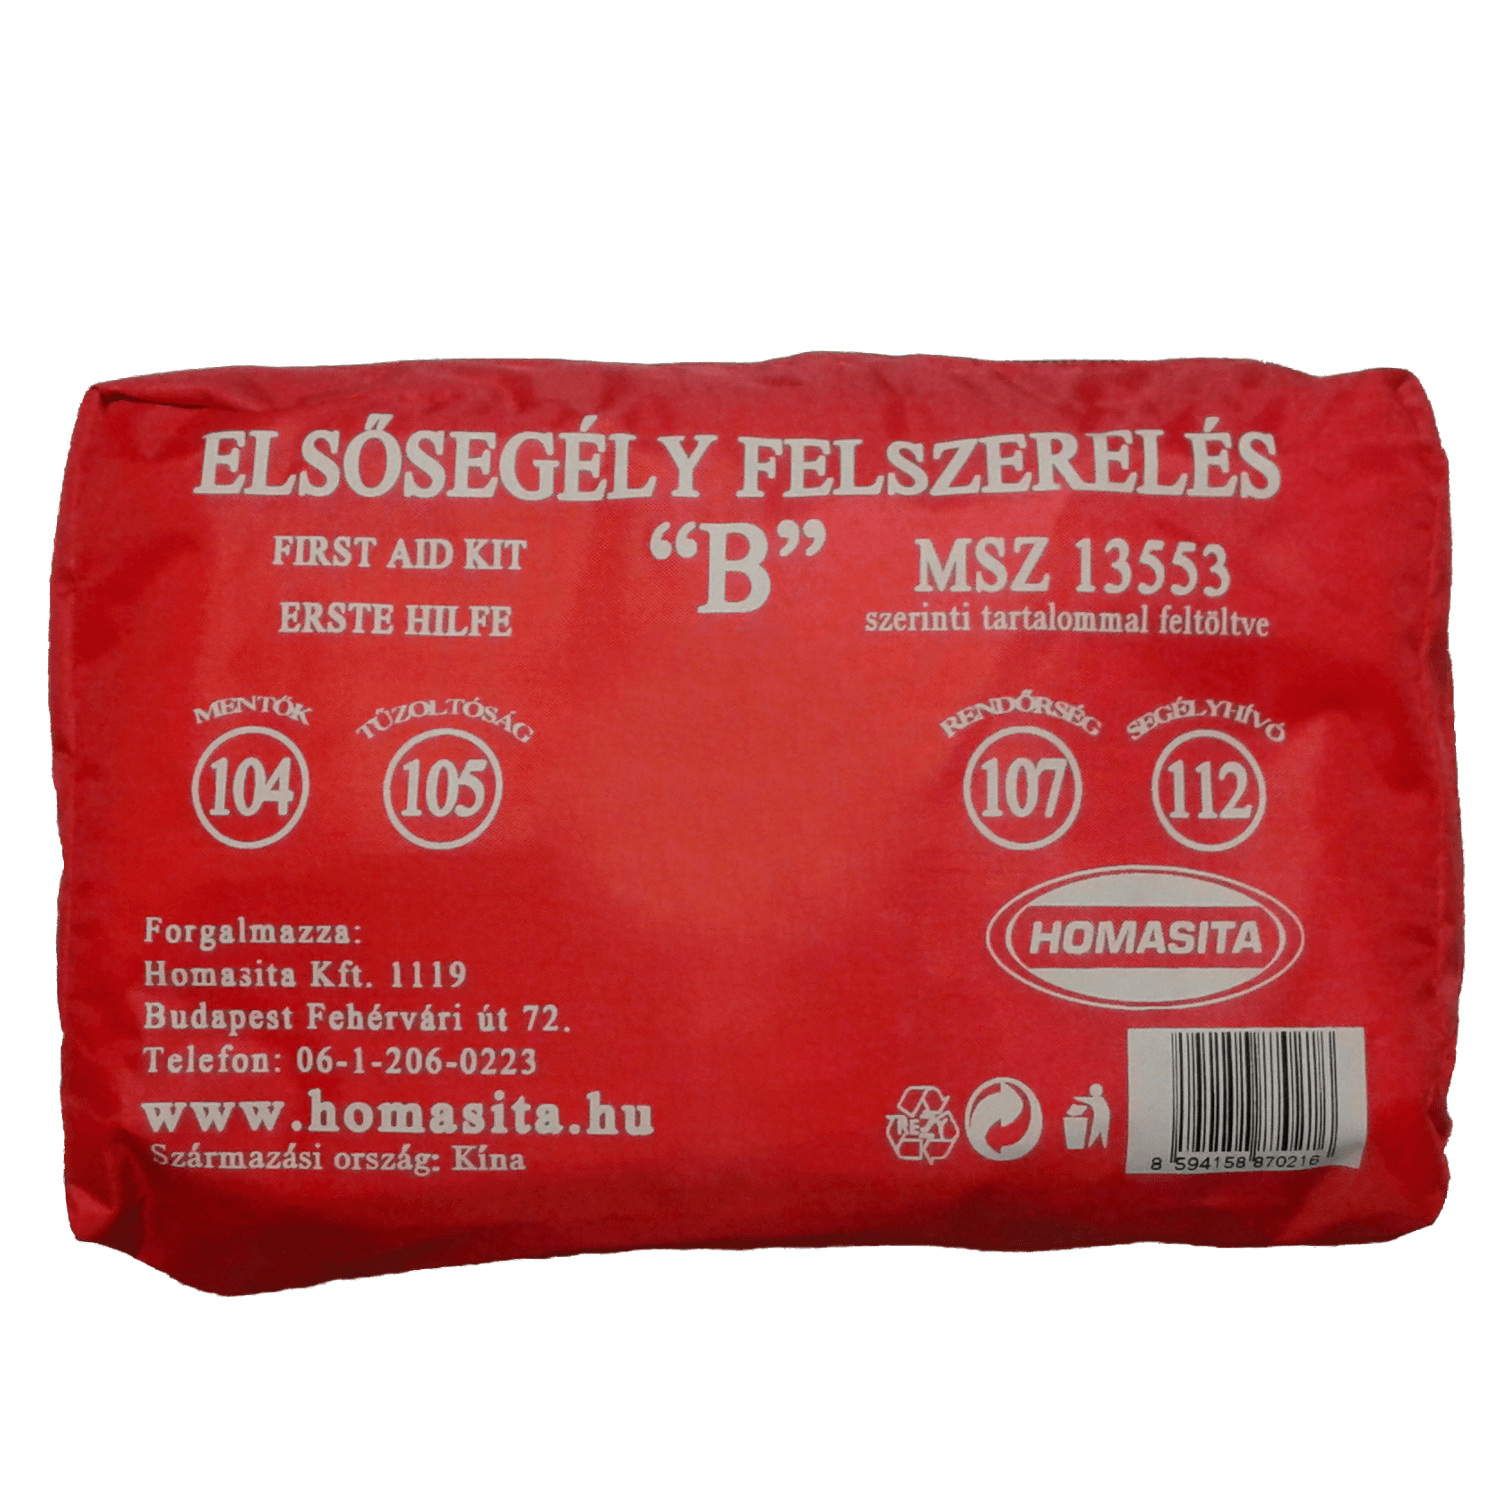 ELSŐSEGÉLY FELSZERELÉS
"B"
FIRST AID KIT
ERSTE HILFE
MSZ 13553
szerinti tartalommal feltöltve
MENTŐK
104
TŰZOLTÓSÁG
105
RENDŐRSÉG
107
SEGÉLYHÍVÓ
112
HOMASITA
Forgalmazza:
Homasita Kft. 1119
Budapest Fehérvári út 72.
Telefon: 06-1-206-0223
www.homasita.hu
Származási ország: Kína
REZY
8 594158 870216